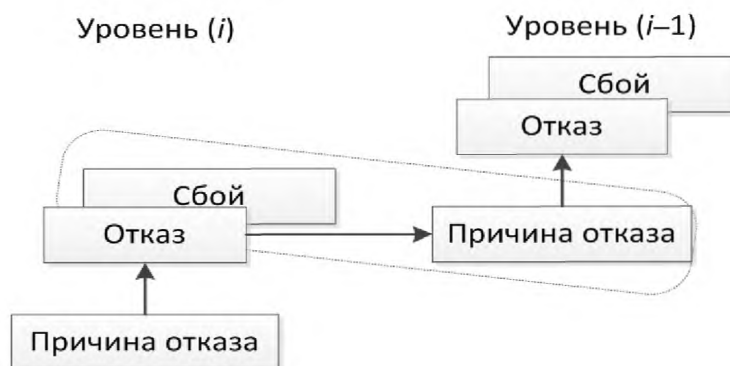 Уровень (i)
Уровень (i–1)
Сбой
Отказ
Сбой
Отказ
Причина отказа
Причина отказа